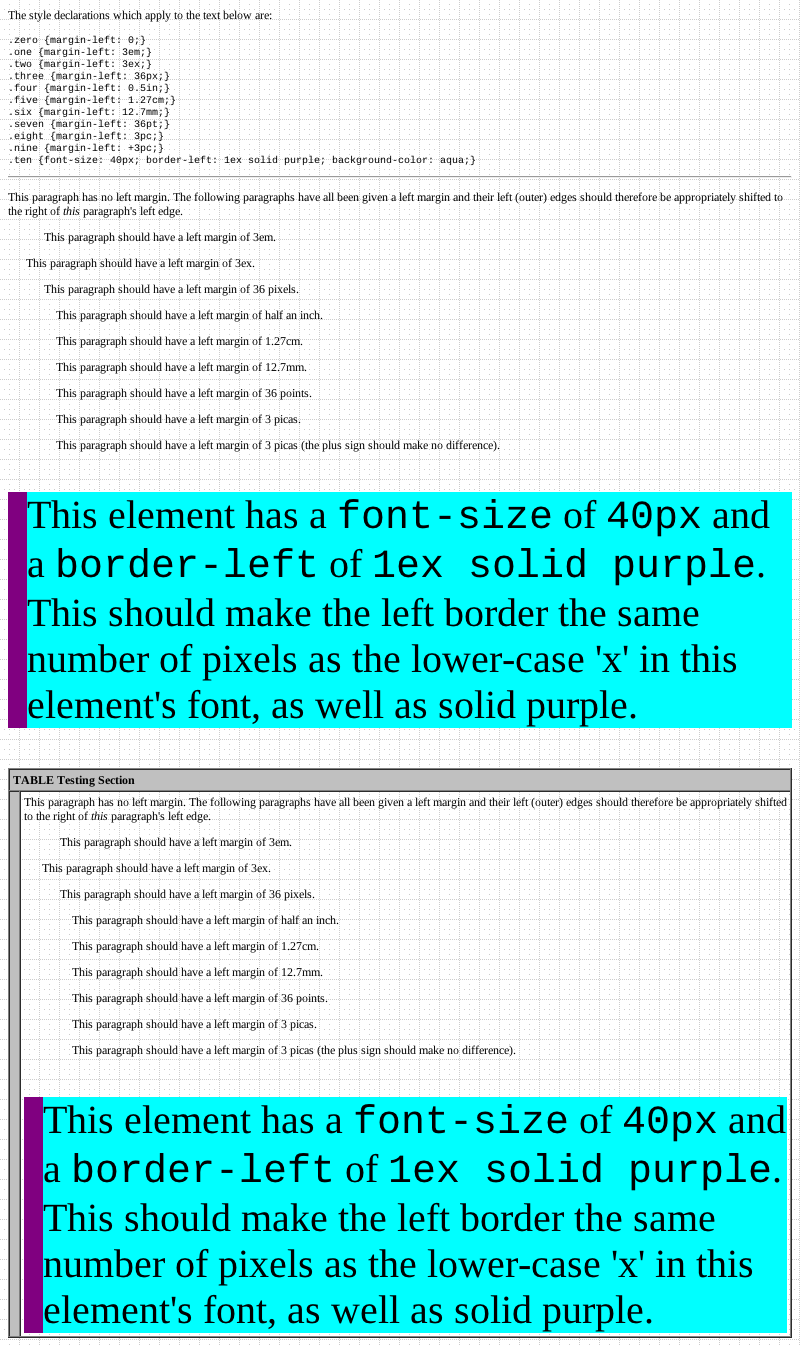 The style declarations which apply to the text below are:
.zero {margin-left: 0;}
.one {margin-left: 3em;}
.two {margin-left: 3ex;}
.three {margin-left: 36px;}
.four {margin-left: 0.5in;}
.five {margin-left: 1.27cm;}
.six {margin-left: 12.7mm;}
.seven {margin-left: 36pt;}
.eight {margin-left: 3pc;}
.nine {margin-left: +3pc;}
.ten {font-size: 40px; border-left: 1ex solid purple; background-color: aqua;}
This paragraph has no left margin. The following paragraphs have all been given a left margin and their left (outer) edges should therefore be appropriately shifted to
the right of this paragraph's left edge.
This paragraph should have a left margin of 3em.
This paragraph should have a left margin of 3ex.
This paragraph should have a left margin of 36 pixels.
This paragraph should have a left margin of half an inch.
This paragraph should have a left margin of 1.27cm.
This paragraph should have a left margin of 12.7mm.
This paragraph should have a left margin of 36 points.
This paragraph should have a left margin of 3 picas.
This paragraph should have a left margin of 3 picas (the plus sign should make no difference).
This element has a font-size of 40px and
a border-left of 1ex solid purple.
This should make the left border the same
number of pixels as the lower-case 'x' in this
element's font, as well as solid purple.
TABLE Testing Section
This paragraph has no left margin. The following paragraphs have all been given a left margin and their left (outer) edges should therefore be appropriately shifted
to the right of this paragraph's left edge.
This paragraph should have a left margin of 3em.
This paragraph should have a left margin of 3ex.
This paragraph should have a left margin of 36 pixels.
This paragraph should have a left margin of half an inch.
This paragraph should have a left margin of 1.27cm.
This paragraph should have a left margin of 12.7mm.
This paragraph should have a left margin of 36 points.
This paragraph should have a left margin of 3 picas.
This paragraph should have a left margin of 3 picas (the plus sign should make no difference).
This element has a font-size of 40px and
a border-left of 1ex solid purple.
This should make the left border the same
number of pixels as the lower-case 'x' in this
element's font, as well as solid purple.